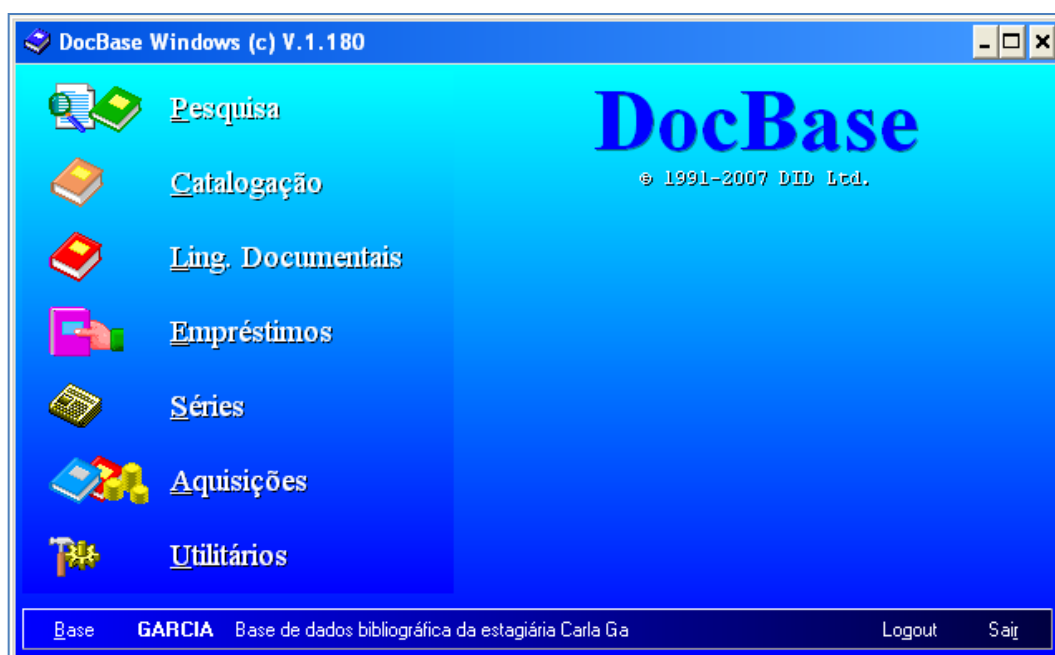 DocBase Windows (c) V.1.180
Pesquisa
Catalogação
Ling. Documentais
Empréstimos
Séries
Aquisições
Utilitários
DocBase
© 1991-2007 DID Ltd.
Base GARCIA Base de dados bibliográfica da estagiária Carla Ga Logout Sair